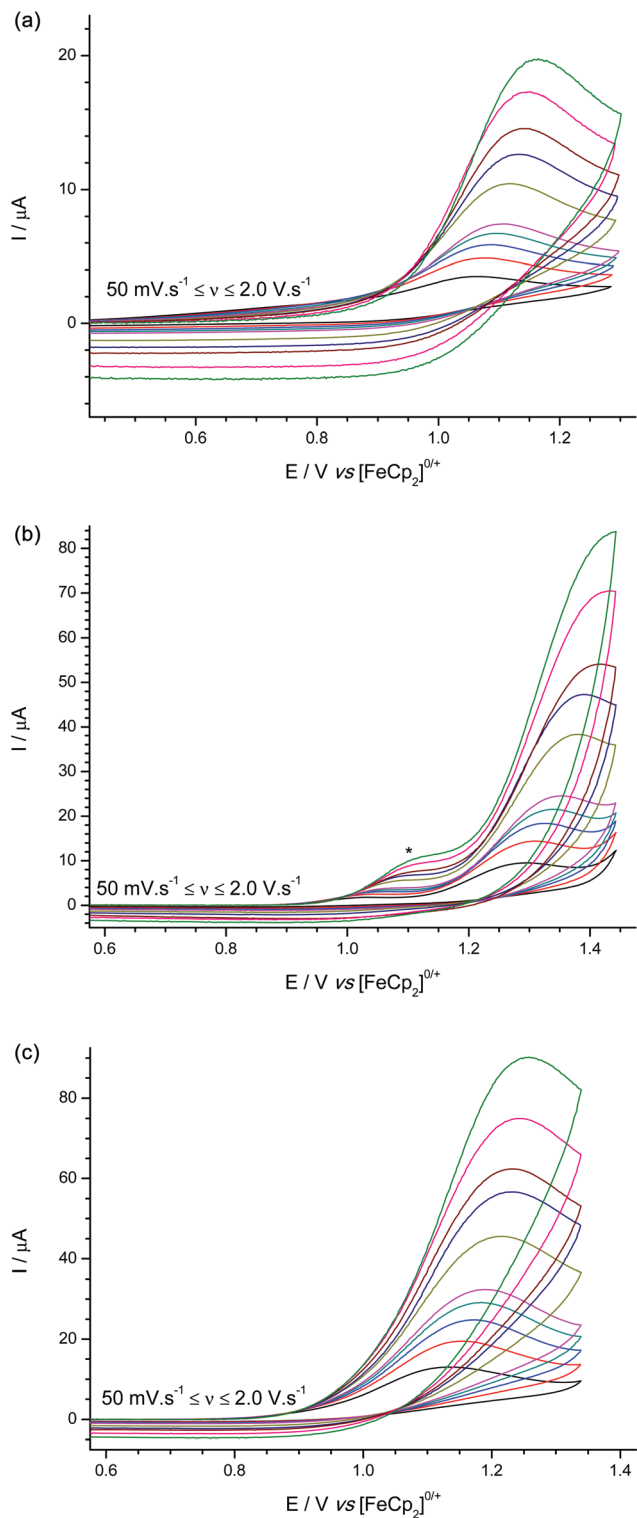 (a)
20
10
0
I / µA
50 mV.s⁻¹ ≤ ν ≤ 2.0 V.s⁻¹
0.6 0.8 1.0 1.2
E / V vs [FeCp₂]⁰/⁺
(b)
80
70
60
50
40
30
20
10
0
I / µA
*
50 mV.s⁻¹ ≤ ν ≤ 2.0 V.s⁻¹
0.6 0.8 1.0 1.2 1.4
E / V vs [FeCp₂]⁰/⁺
(c)
80
60
40
20
0
I / µA
50 mV.s⁻¹ ≤ ν ≤ 2.0 V.s⁻¹
0.6 0.8 1.0 1.2 1.4
E / V vs [FeCp₂]⁰/⁺